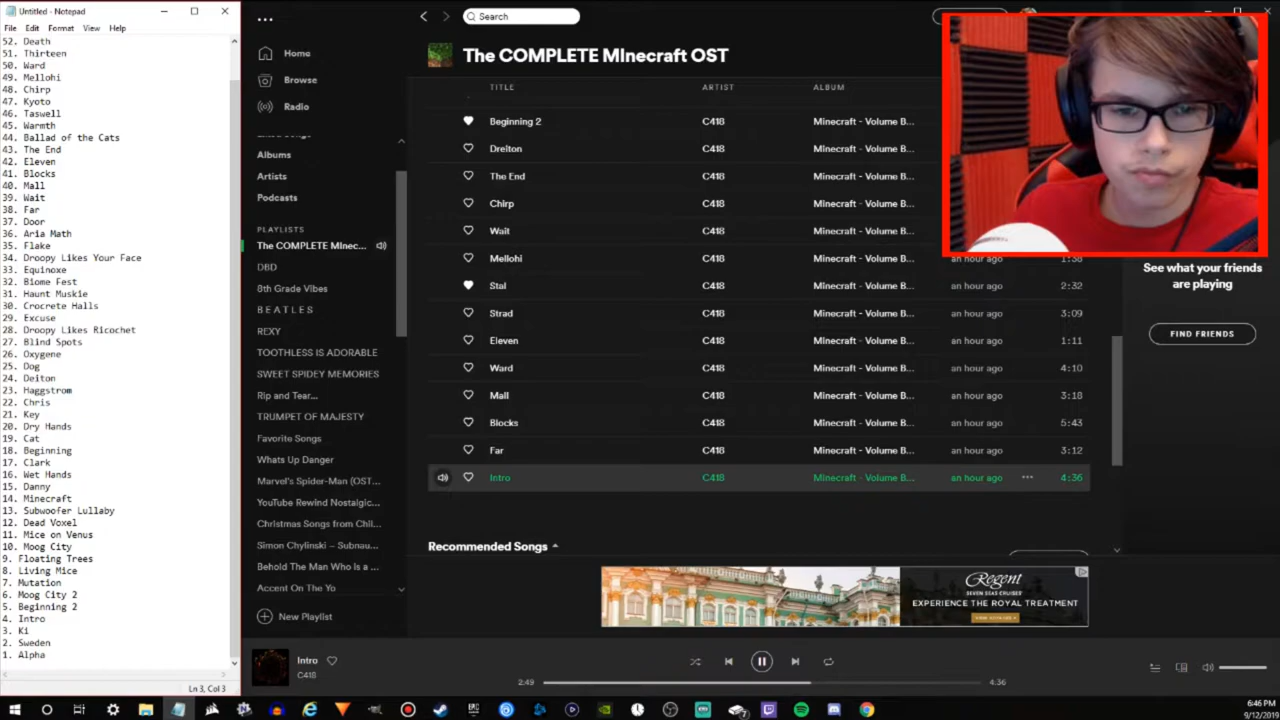 Untitled - Notepad
File Edit Format View Help
52. Death
51. Thirteen
50. Ward
49. Mellohi
48. Chirp
47. Kyoto
46. Taswell
45. Warmth
44. Ballad of the Cats
43. The End
42. Eleven
41. Blocks
40. Mall
39. Wait
38. Far
37. Door
36. Aria Math
35. Flake
34. Droopy Likes Your Face
33. Equinoxe
32. Biome Fest
31. Haunt Muskie
30. Crocrete Halls
29. Excuse
28. Droopy Likes Ricochet
27. Blind Spots
26. Oxygene
25. Dog
24. Deiton
23. Haggstrom
22. Chris
21. Key
20. Dry Hands
19. Cat
18. Beginning
17. Clark
16. Wet Hands
15. Danny
14. Minecraft
13. Subwoofer Lullaby
12. Dead Voxel
11. Mice on Venus
10. Moog City
9. Floating Trees
8. Living Mice
7. Mutation
6. Moog City 2
5. Beginning 2
4. Intro
3. Ki
2. Sweden
1. Alpha
Ln 3, Col 3
Home
Browse
Radio
Albums
Artists
Podcasts
PLAYLISTS
The COMPLETE MInec...
DBD
8th Grade Vibes
B E A T L E S
REXY
TOOTHLESS IS ADORABLE
SWEET SPIDEY MEMORIES
Rip and Tear...
TRUMPET OF MAJESTY
Favorite Songs
Whats Up Danger
Marvel's Spider-Man (OST...
YouTube Rewind Nostalgic...
Christmas Songs from Chil...
Simon Chylinski – Subnau...
Behold The Man Who Is a ...
Accent On The Yo
New Playlist
Search
The COMPLETE MInecraft OST
TITLE ARTIST ALBUM
Beginning 2 C418 Minecraft - Volume B...
Dreiton C418 Minecraft - Volume B...
The End C418 Minecraft - Volume B...
Chirp C418 Minecraft - Volume B...
Wait C418 Minecraft - Volume B...
Mellohi C418 Minecraft - Volume B... an hour ago 1:38
Stal C418 Minecraft - Volume B... an hour ago 2:32
Strad C418 Minecraft - Volume B... an hour ago 3:09
Eleven C418 Minecraft - Volume B... an hour ago 1:11
Ward C418 Minecraft - Volume B... an hour ago 4:10
Mall C418 Minecraft - Volume B... an hour ago 3:18
Blocks C418 Minecraft - Volume B... an hour ago 5:43
Far C418 Minecraft - Volume B... an hour ago 3:12
Intro C418 Minecraft - Volume B... an hour ago ... 4:36
Recommended Songs
See what your friends
are playing
FIND FRIENDS
Regent
SEVEN SEAS CRUISES
EXPERIENCE THE ROYAL TREATMENT
Intro
C418
2:49
4:36
6:46 PM
9/12/2019